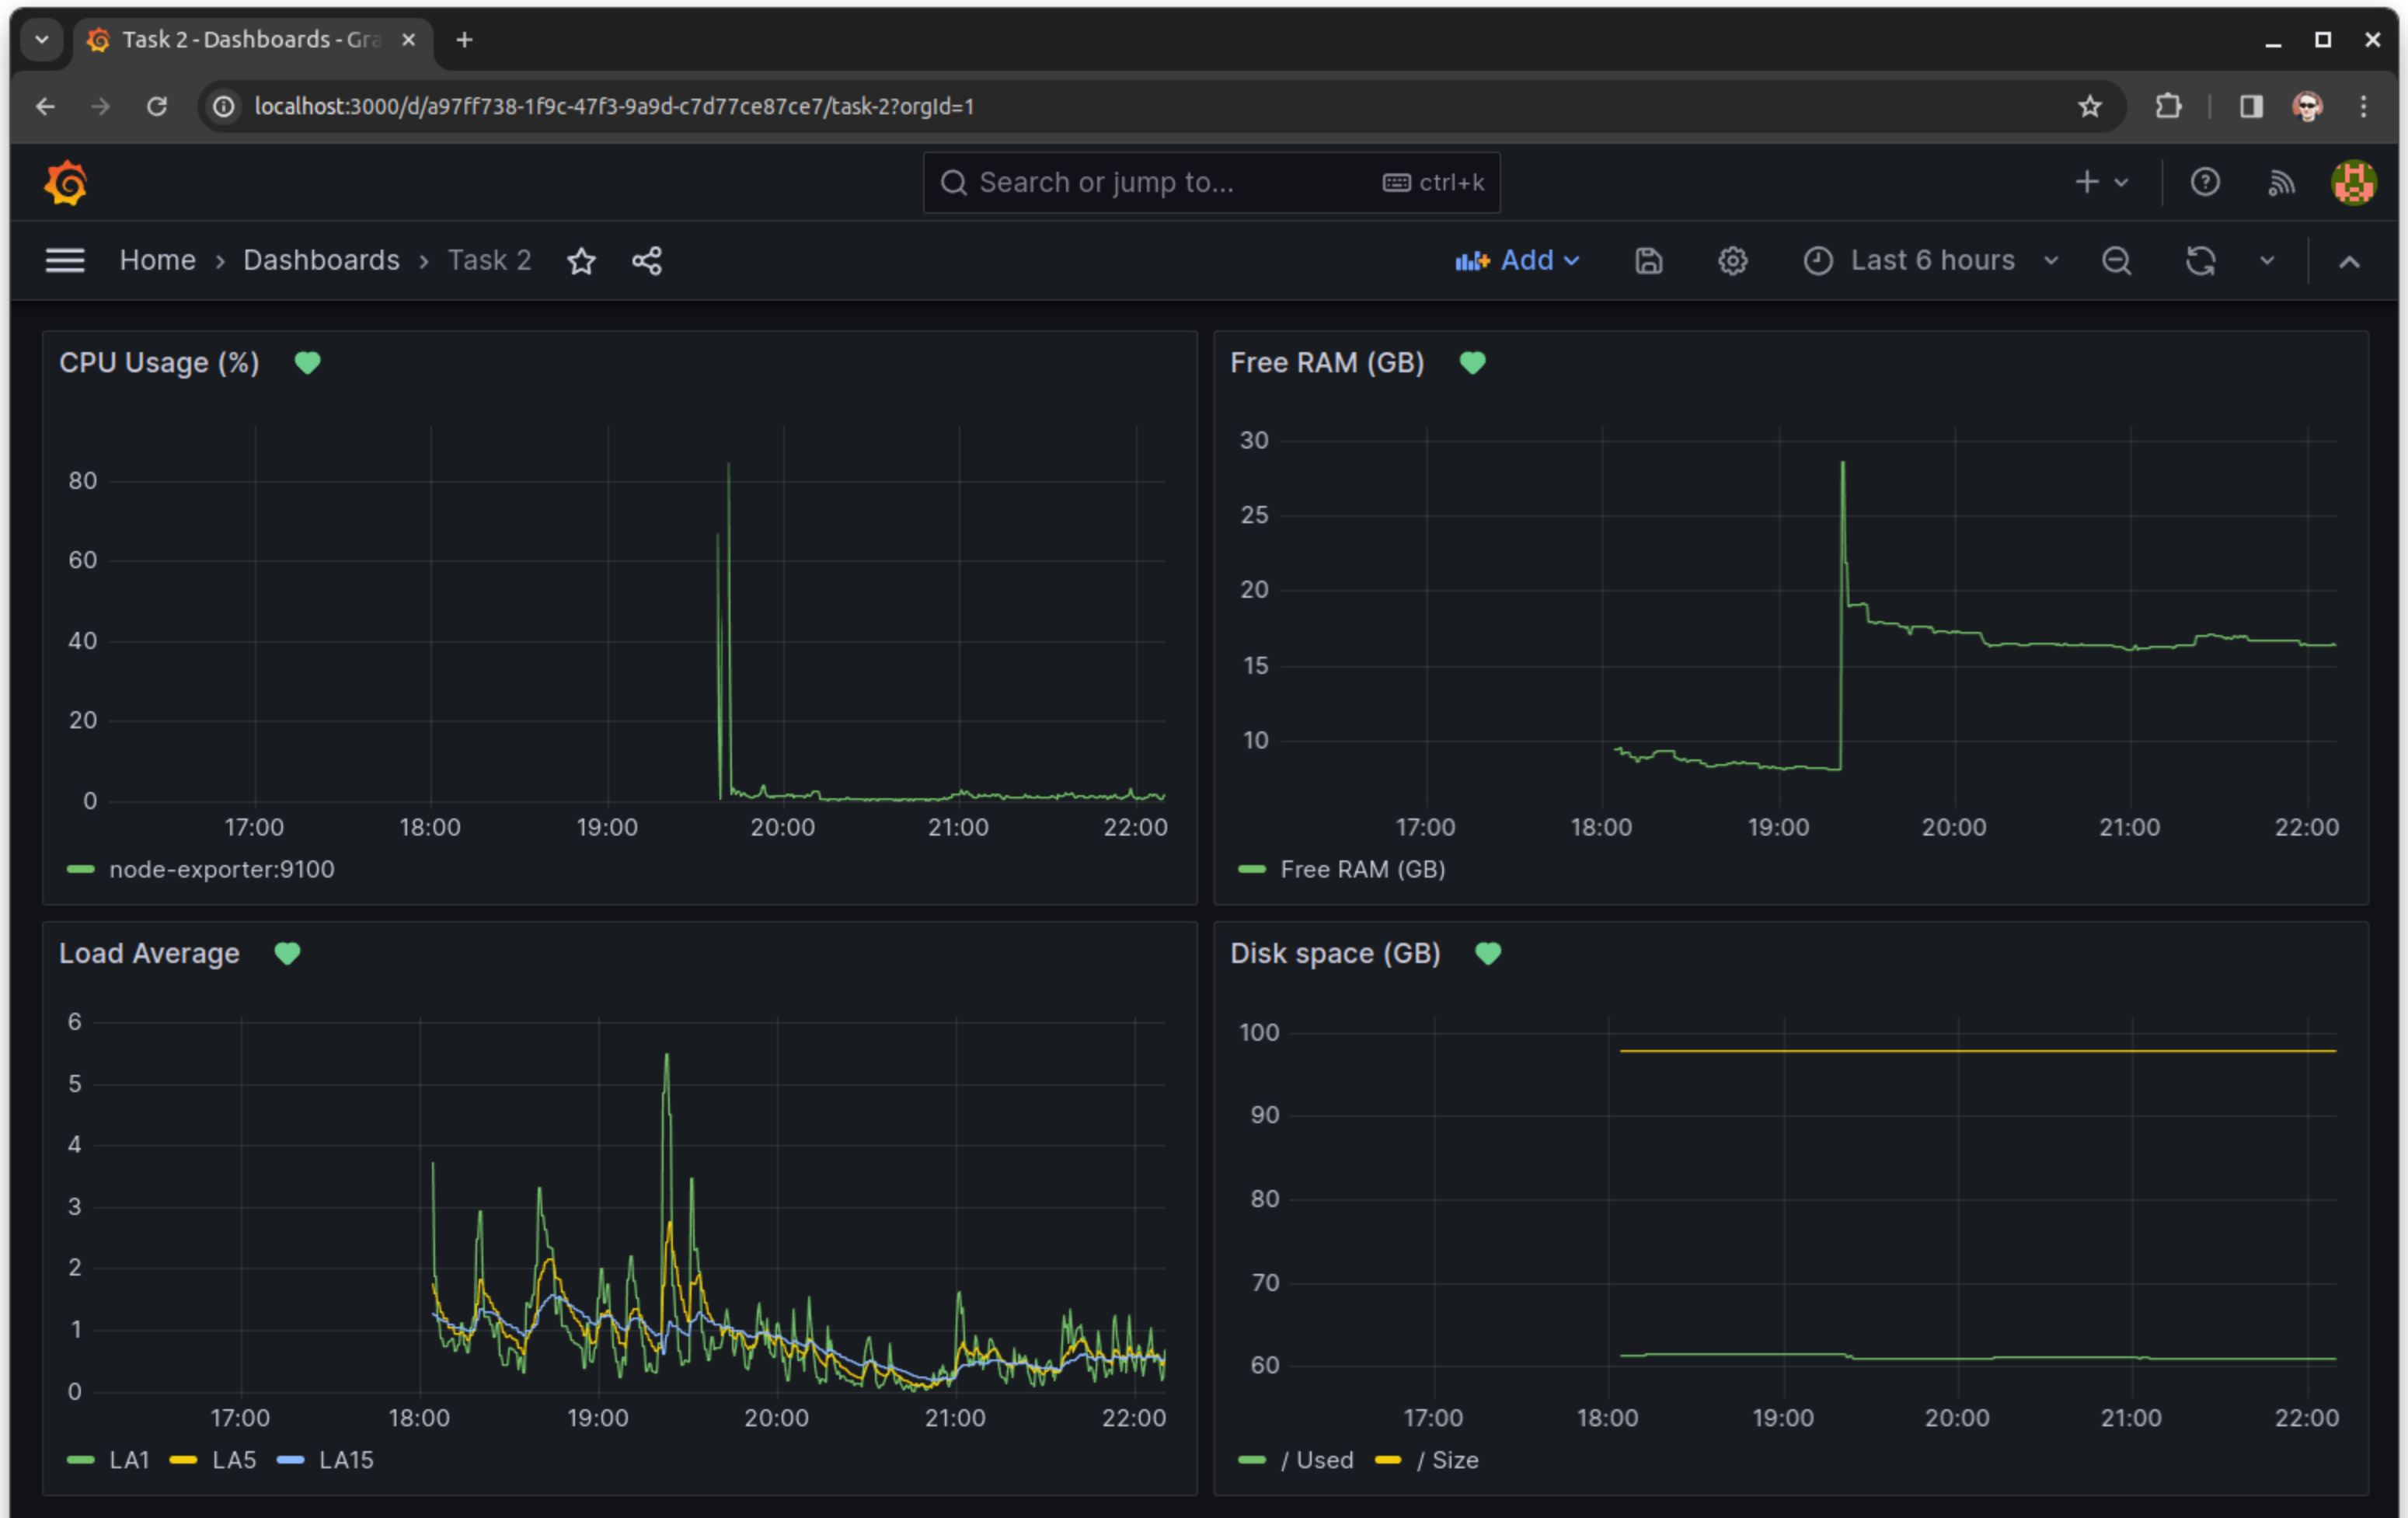 Task 2 - Dashboards - Gra
localhost:3000/d/a97ff738-1f9c-47f3-9a9d-c7d77ce87ce7/task-2?orgId=1
Search or jump to... ctrl+k
Home › Dashboards › Task 2 Add Last 6 hours
CPU Usage (%)
80
60
40
20
0
17:00 18:00 19:00 20:00 21:00 22:00
node-exporter:9100
Free RAM (GB)
30
25
20
15
10
17:00 18:00 19:00 20:00 21:00 22:00
Free RAM (GB)
Load Average
6
5
4
3
2
1
0
17:00 18:00 19:00 20:00 21:00 22:00
LA1 LA5 LA15
Disk space (GB)
100
90
80
70
60
17:00 18:00 19:00 20:00 21:00 22:00
/ Used / Size